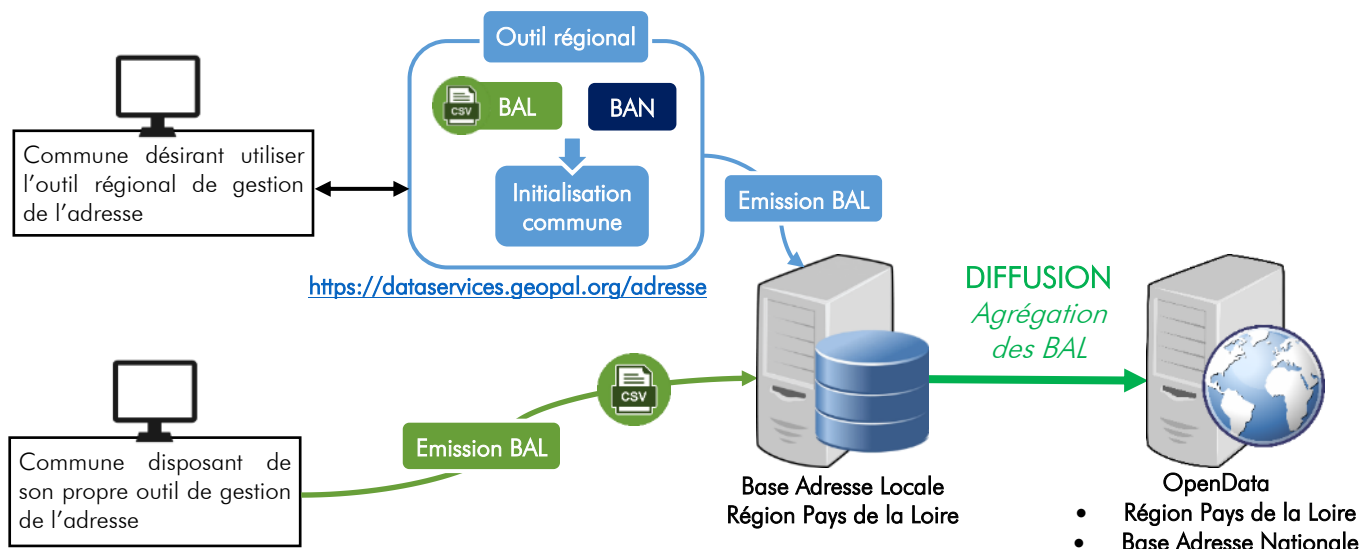 Outil régional
CSV
BAL
BAN
Initialisation
commune
Commune désirant utiliser
l'outil régional de gestion
de l'adresse
Emission BAL
https://dataservices.geopal.org/adresse
DIFFUSION
Agrégation
des BAL
CSV
Emission BAL
Commune disposant de
son propre outil de gestion
de l'adresse
Base Adresse Locale
Région Pays de la Loire
OpenData
• Région Pays de la Loire
• Base Adresse Nationale